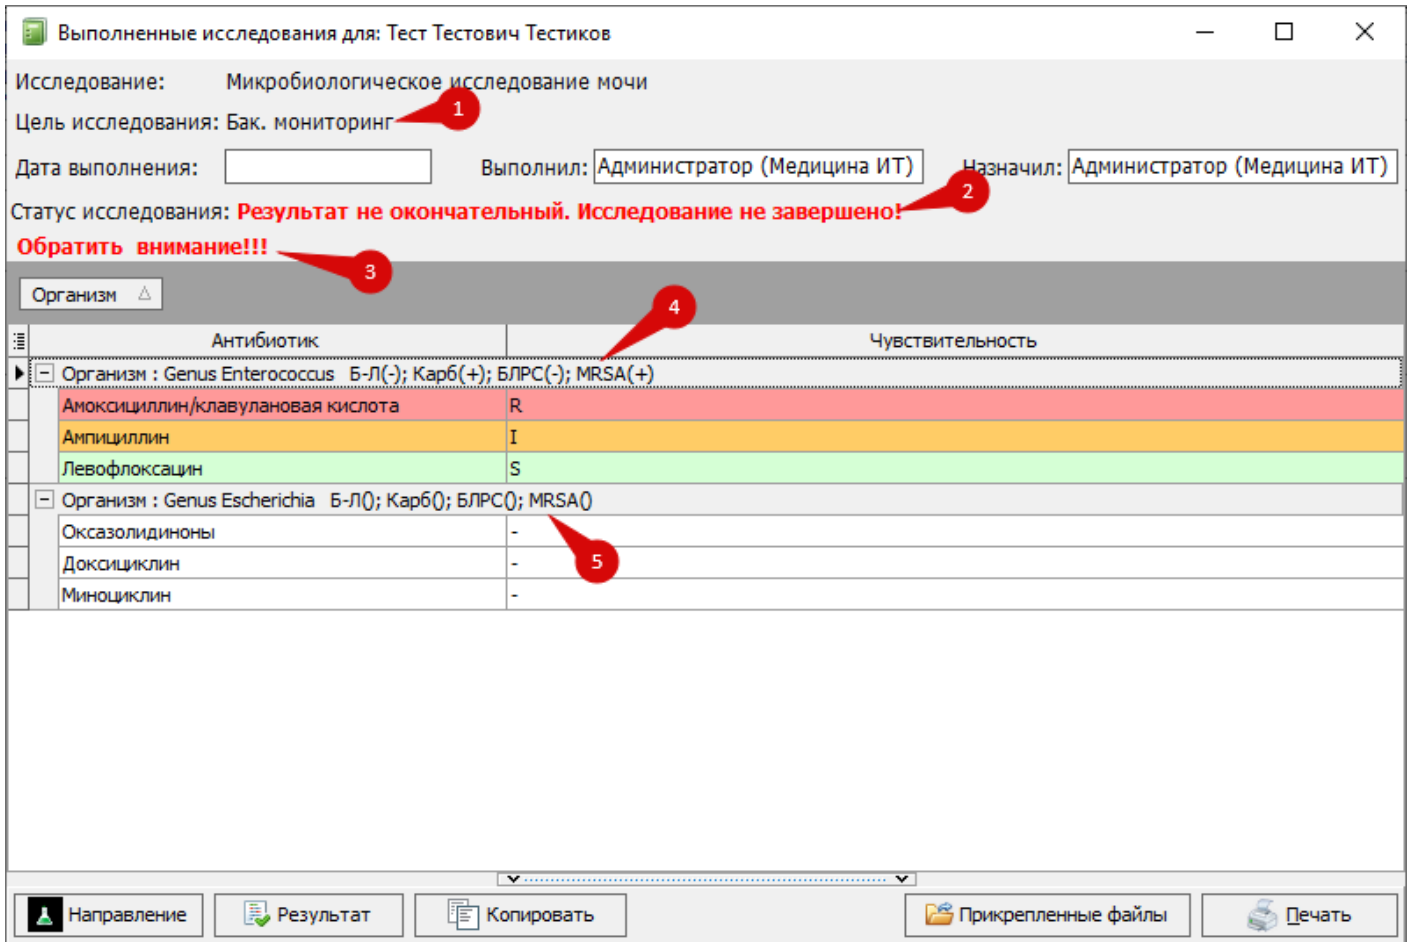 Выполненные исследования для: Тест Тестович Тестиков
Исследование: Микробиологическое исследование мочи
1
Цель исследования: Бак. мониторинг
Дата выполнения: Выполнил: Администратор (Медицина ИТ) Назначил: Администратор (Медицина ИТ)
2
Статус исследования: Результат не окончательный. Исследование не завершено!
Обратить внимание!!!
3
Организм
4
Антибиотик Чувствительность
Организм : Genus Enterococcus Б-Л(-); Карб(+); БЛРС(-); MRSA(+)
Амоксициллин/клавулановая кислота R
Ампициллин I
Левофлоксацин S
Организм : Genus Escherichia Б-Л(); Карб(); БЛРС(); MRSA()
Оксазолидиноны -
Доксициклин -
5
Миноциклин -
Направление Результат Копировать Прикрепленные файлы Печать